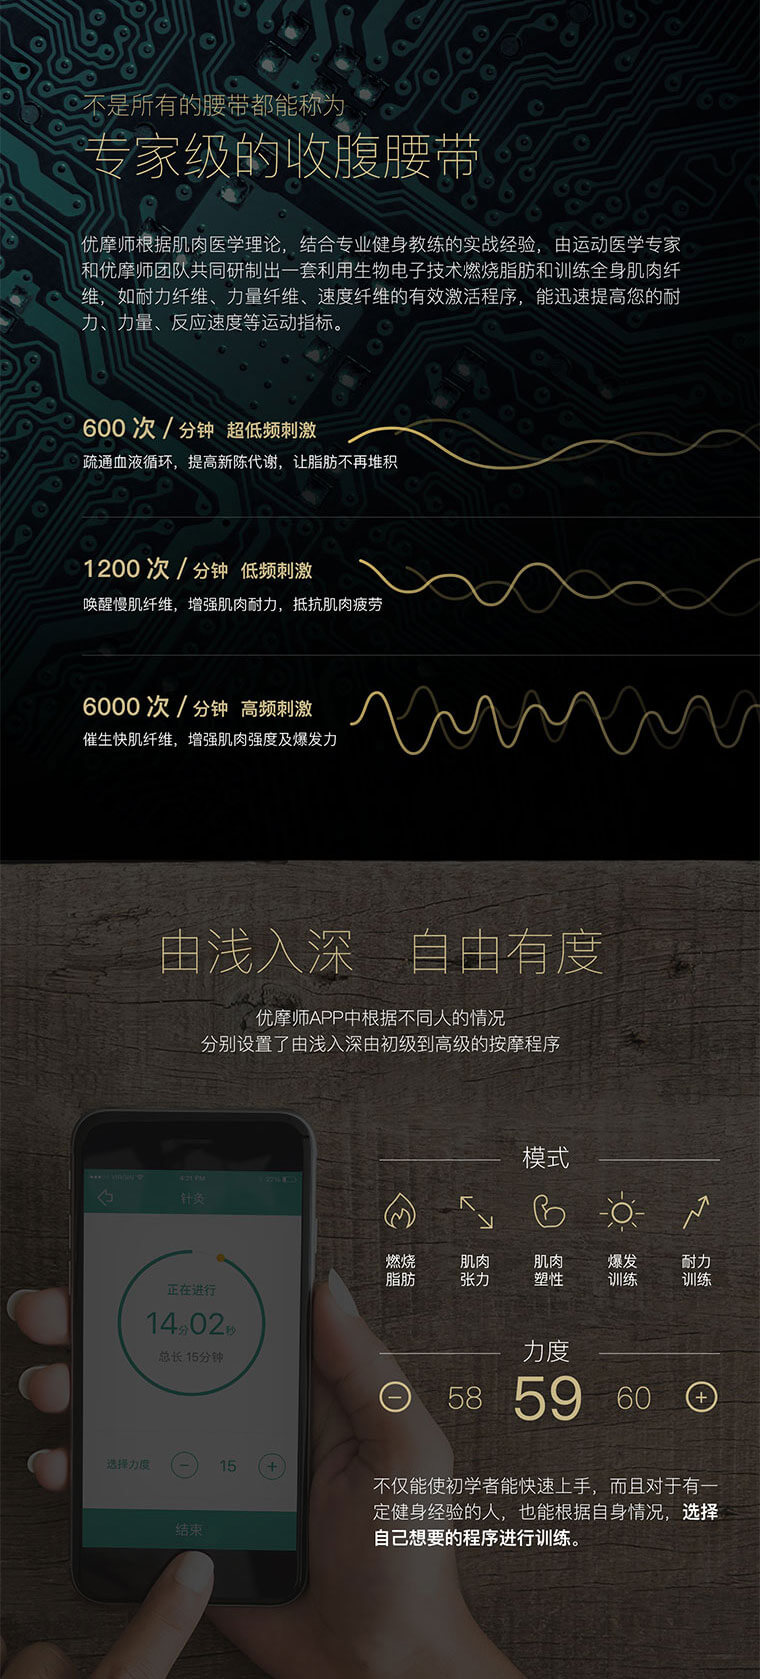 不是所有的腰带都能称为
专家级的收腹腰带
优摩师根据肌肉医学理论，结合专业健身教练的实战经验，由运动医学专家
和优摩师团队共同研制出一套利用生物电子技术燃烧脂肪和训练全身肌肉纤
维，如耐力纤维、力量纤维、速度纤维的有效激活程序，能迅速提高您的耐
力、力量、反应速度等运动指标。
600 次 / 分钟 超低频刺激
疏通血液循环，提高新陈代谢，让脂肪不再堆积
1200 次 / 分钟 低频刺激
唤醒慢肌纤维，增强肌肉耐力，抵抗肌肉疲劳
6000 次 / 分钟 高频刺激
催生快肌纤维，增强肌肉强度及爆发力
由浅入深 自由有度
优摩师APP中根据不同人的情况
分别设置了由浅入深由初级到高级的按摩程序
VIRGIN 4:21 PM 22%
针灸
正在进行
14分02秒
总长 15分钟
选择力度 − 15 +
结束
模式
燃烧 肌肉 肌肉 爆发 耐力
脂肪 张力 塑性 训练 训练
力度
− 58 59 60 +
不仅能使初学者能快速上手，而且对于有一
定健身经验的人，也能根据自身情况，选择
自己想要的程序进行训练。